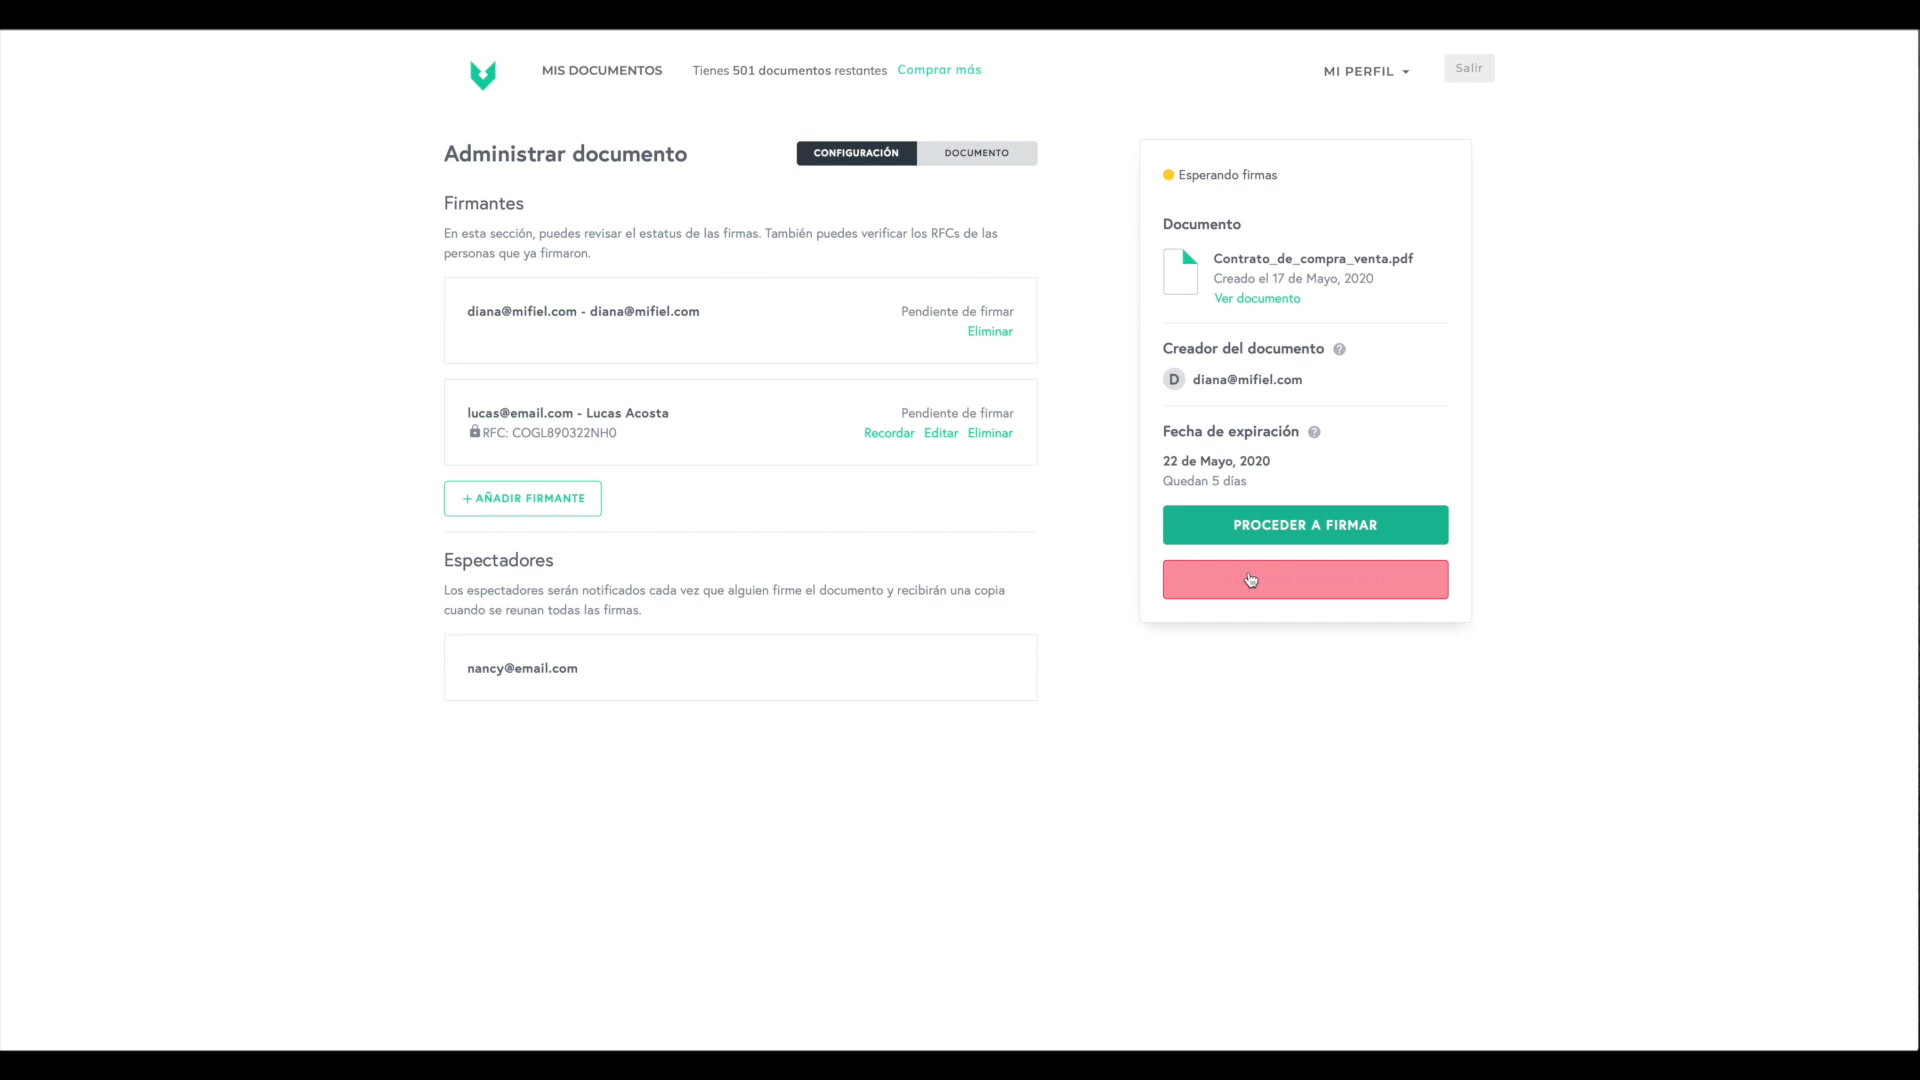 MIS DOCUMENTOS
Tienes 501 documentos restantes
Comprar más
MI PERFIL
Salir
Administrar documento
CONFIGURACIÓN
DOCUMENTO
Firmantes
En esta sección, puedes revisar el estatus de las firmas. También puedes verificar los RFCs de las
personas que ya firmaron.
diana@mifiel.com - diana@mifiel.com
Pendiente de firmar
Eliminar
lucas@email.com - Lucas Acosta
Pendiente de firmar
RFC: COGL890322NH0
Recordar Editar Eliminar
+ AÑADIR FIRMANTE
Espectadores
Los espectadores serán notificados cada vez que alguien firme el documento y recibirán una copia
cuando se reunan todas las firmas.
nancy@email.com
Esperando firmas
Documento
Contrato_de_compra_venta.pdf
Creado el 17 de Mayo, 2020
Ver documento
Creador del documento ?
D diana@mifiel.com
Fecha de expiración ?
22 de Mayo, 2020
Quedan 5 días
PROCEDER A FIRMAR